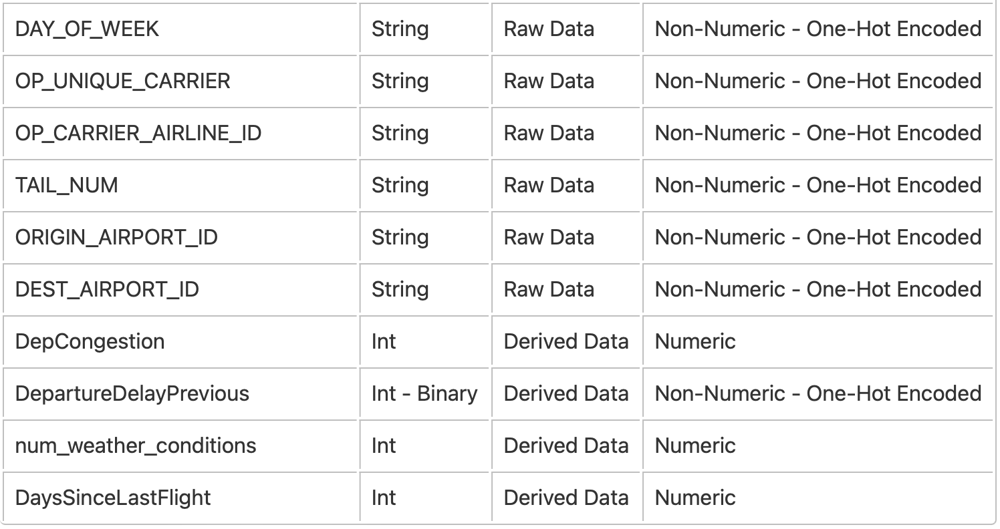 DAY_OF_WEEK String Raw Data Non-Numeric - One-Hot Encoded
OP_UNIQUE_CARRIER String Raw Data Non-Numeric - One-Hot Encoded
OP_CARRIER_AIRLINE_ID String Raw Data Non-Numeric - One-Hot Encoded
TAIL_NUM String Raw Data Non-Numeric - One-Hot Encoded
ORIGIN_AIRPORT_ID String Raw Data Non-Numeric - One-Hot Encoded
DEST_AIRPORT_ID String Raw Data Non-Numeric - One-Hot Encoded
DepCongestion Int Derived Data Numeric
DepartureDelayPrevious Int - Binary Derived Data Non-Numeric - One-Hot Encoded
num_weather_conditions Int Derived Data Numeric
DaysSinceLastFlight Int Derived Data Numeric